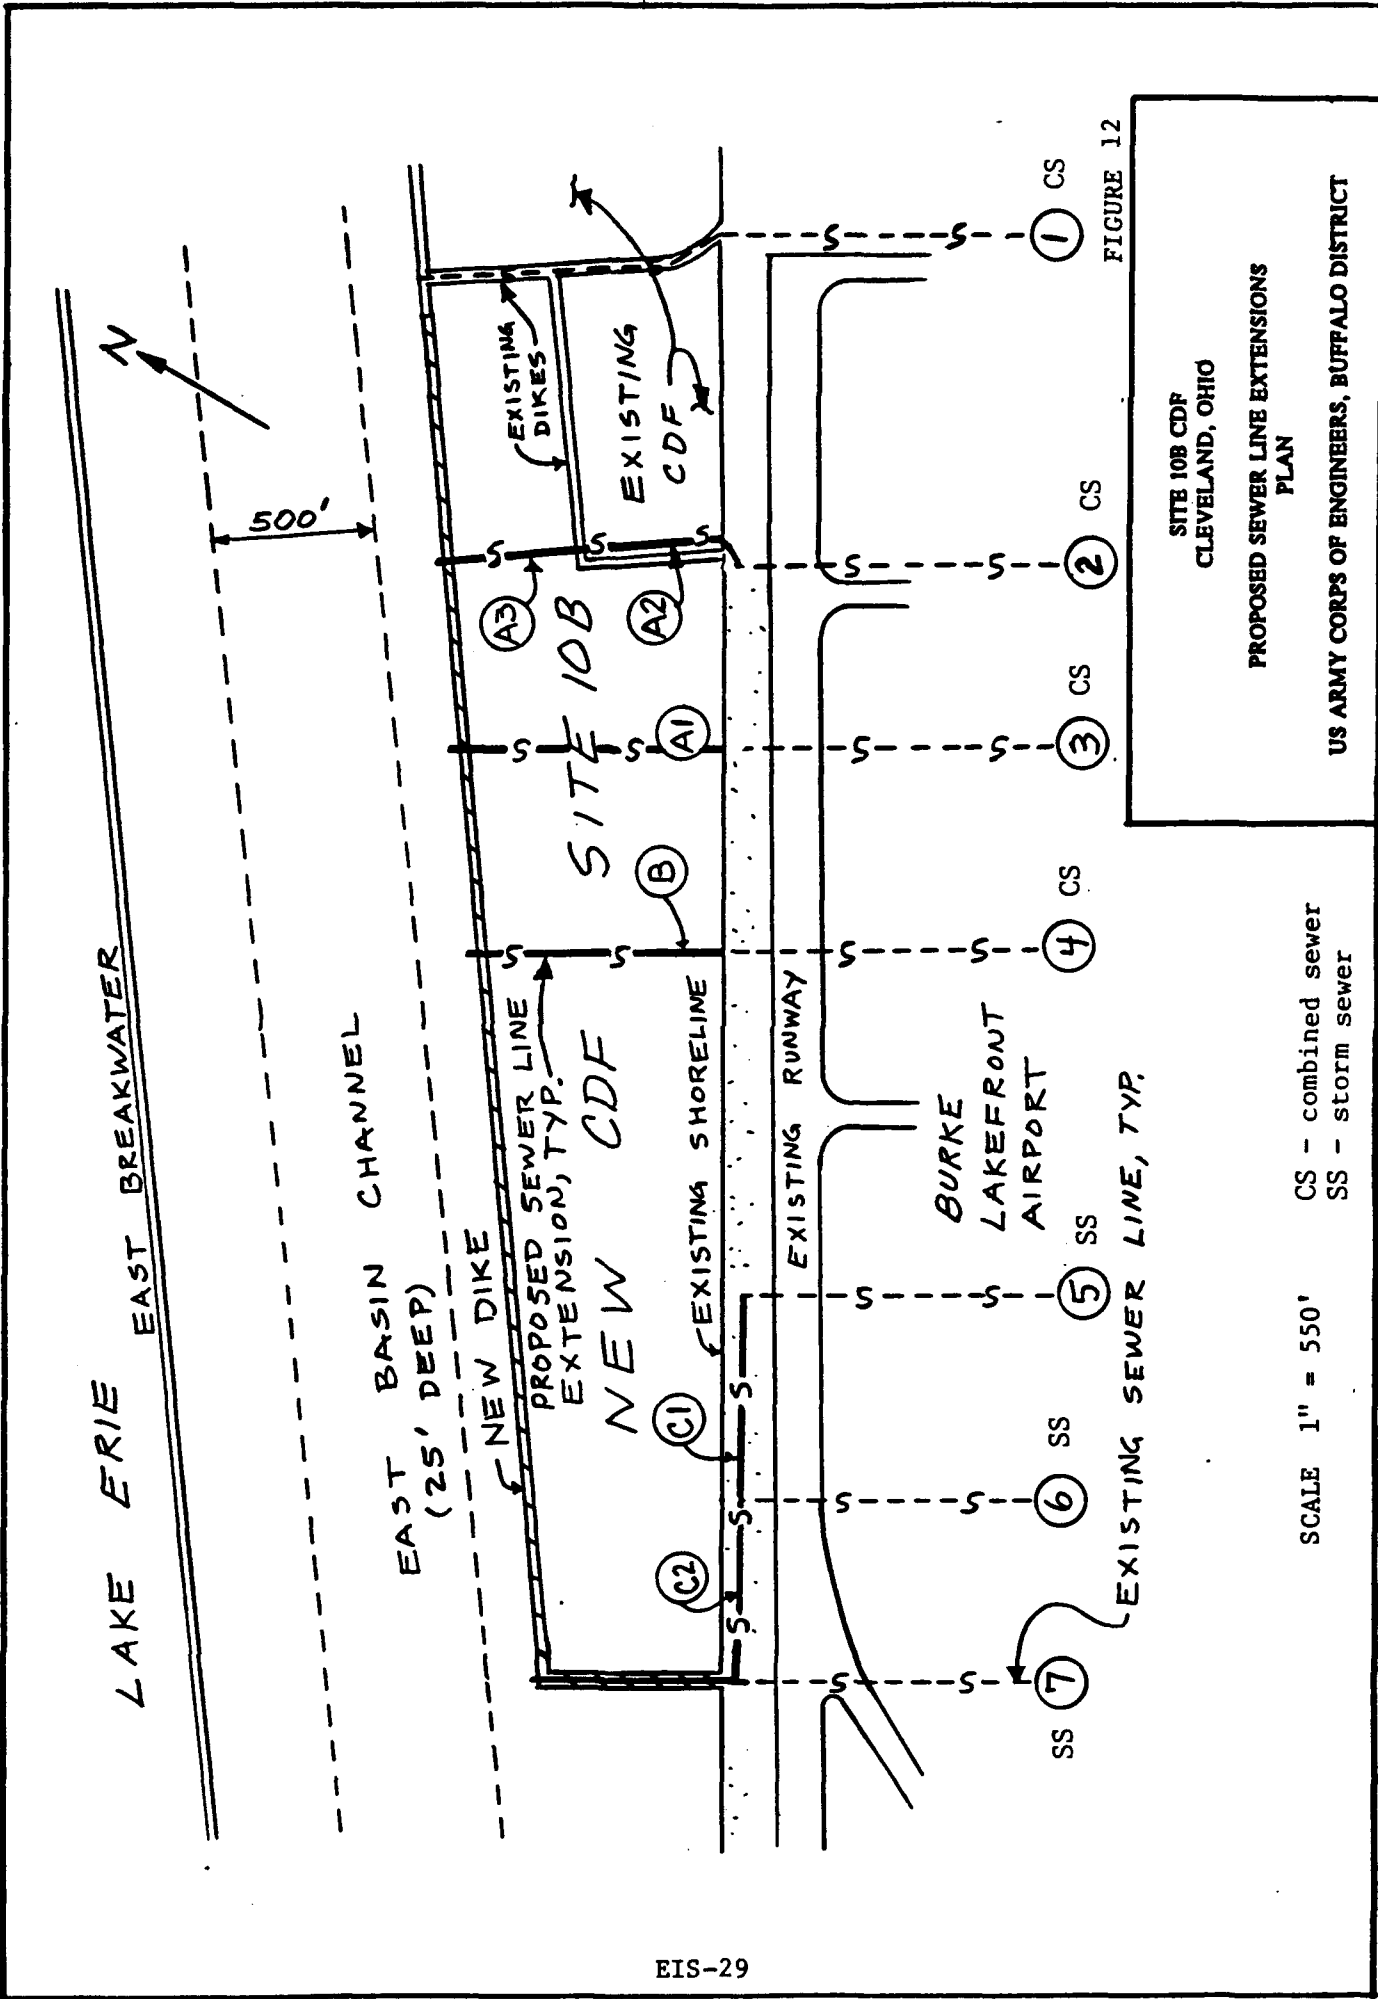 LAKE ERIE
EAST BREAKWATER
N
500'
EAST BASIN CHANNEL
(25' DEEP)
NEW DIKE
PROPOSED SEWER LINE
EXTENSION, TYP.
EXISTING
DIKES
EXISTING
CDF
A3
A2
SITE 10B
A1
B
NEW CDF
C1
C2
EXISTING SHORELINE
EXISTING RUNWAY
S S S S S S S S S S
S S S S S S S S S S
S S S S
BURKE
LAKEFRONT
AIRPORT
SS 7
6 SS
5 SS
4 CS
3 CS
2 CS
1 CS
EXISTING SEWER LINE, TYP.
FIGURE 12
SCALE 1" = 550'
CS - combined sewer
SS - storm sewer
SITE 10B CDF
CLEVELAND, OHIO
PROPOSED SEWER LINE EXTENSIONS
PLAN
US ARMY CORPS OF ENGINEERS, BUFFALO DISTRICT
EIS-29